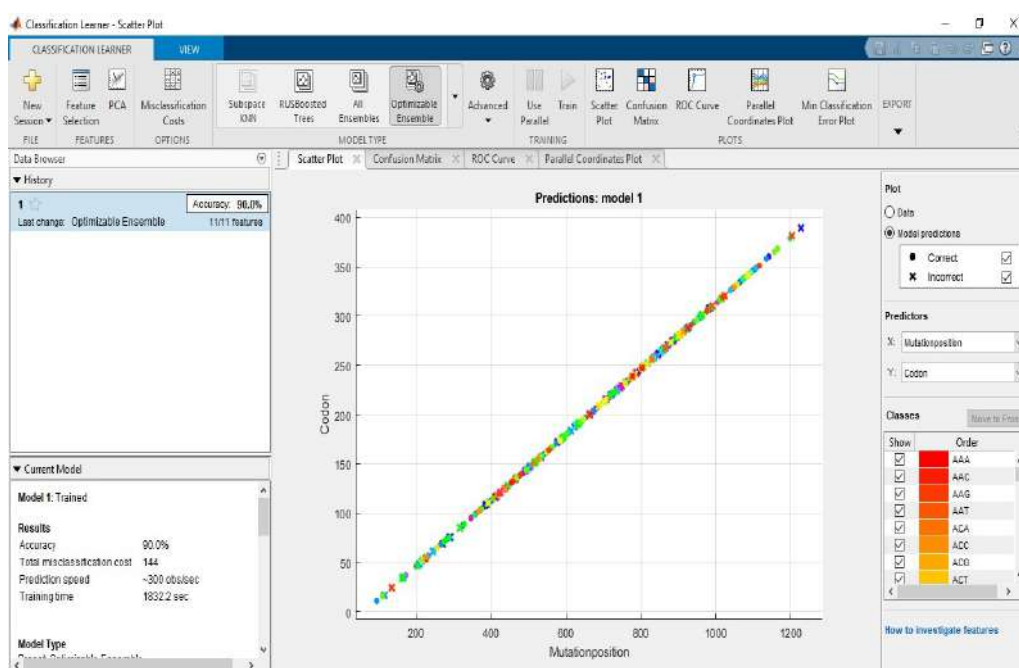 Classification Learner - Scatter Plot
CLASSIFICATION LEARNER VIEW
New Session
Feature Selection
PCA
Misclassification Costs
Subspace KNN
RUSBoosted Trees
All Ensembles
Optimizable Ensemble
Advanced
Use Parallel
Train
Scatter Plot
Confusion Matrix
ROC Curve
Parallel Coordinates Plot
Min Classification Error Plot
EXPORT
FILE FEATURES OPTIONS MODEL TYPE TRAINING PLOTS
Data Browser
History
1 Accuracy: 90.0%
Last change: Optimizable Ensemble 11/11 features
Current Model
Model 1: Trained
Results
Accuracy 90.0%
Total misclassification cost 144
Prediction speed ~300 obs/sec
Training time 1832.2 sec
Model Type
Scatter Plot Confusion Matrix ROC Curve Parallel Coordinates Plot
Predictions: model 1
400
350
300
250
200
150
100
50
0
Codon
200 400 600 800 1000 1200
Mutationposition
Plot
Data
Model predictions
Correct
Incorrect
Predictors
X: Mutationposition
Y: Codon
Classes Move to Front
Show Order
AAA
AAC
AAG
AAT
ACA
ACC
ACG
ACT
How to investigate features